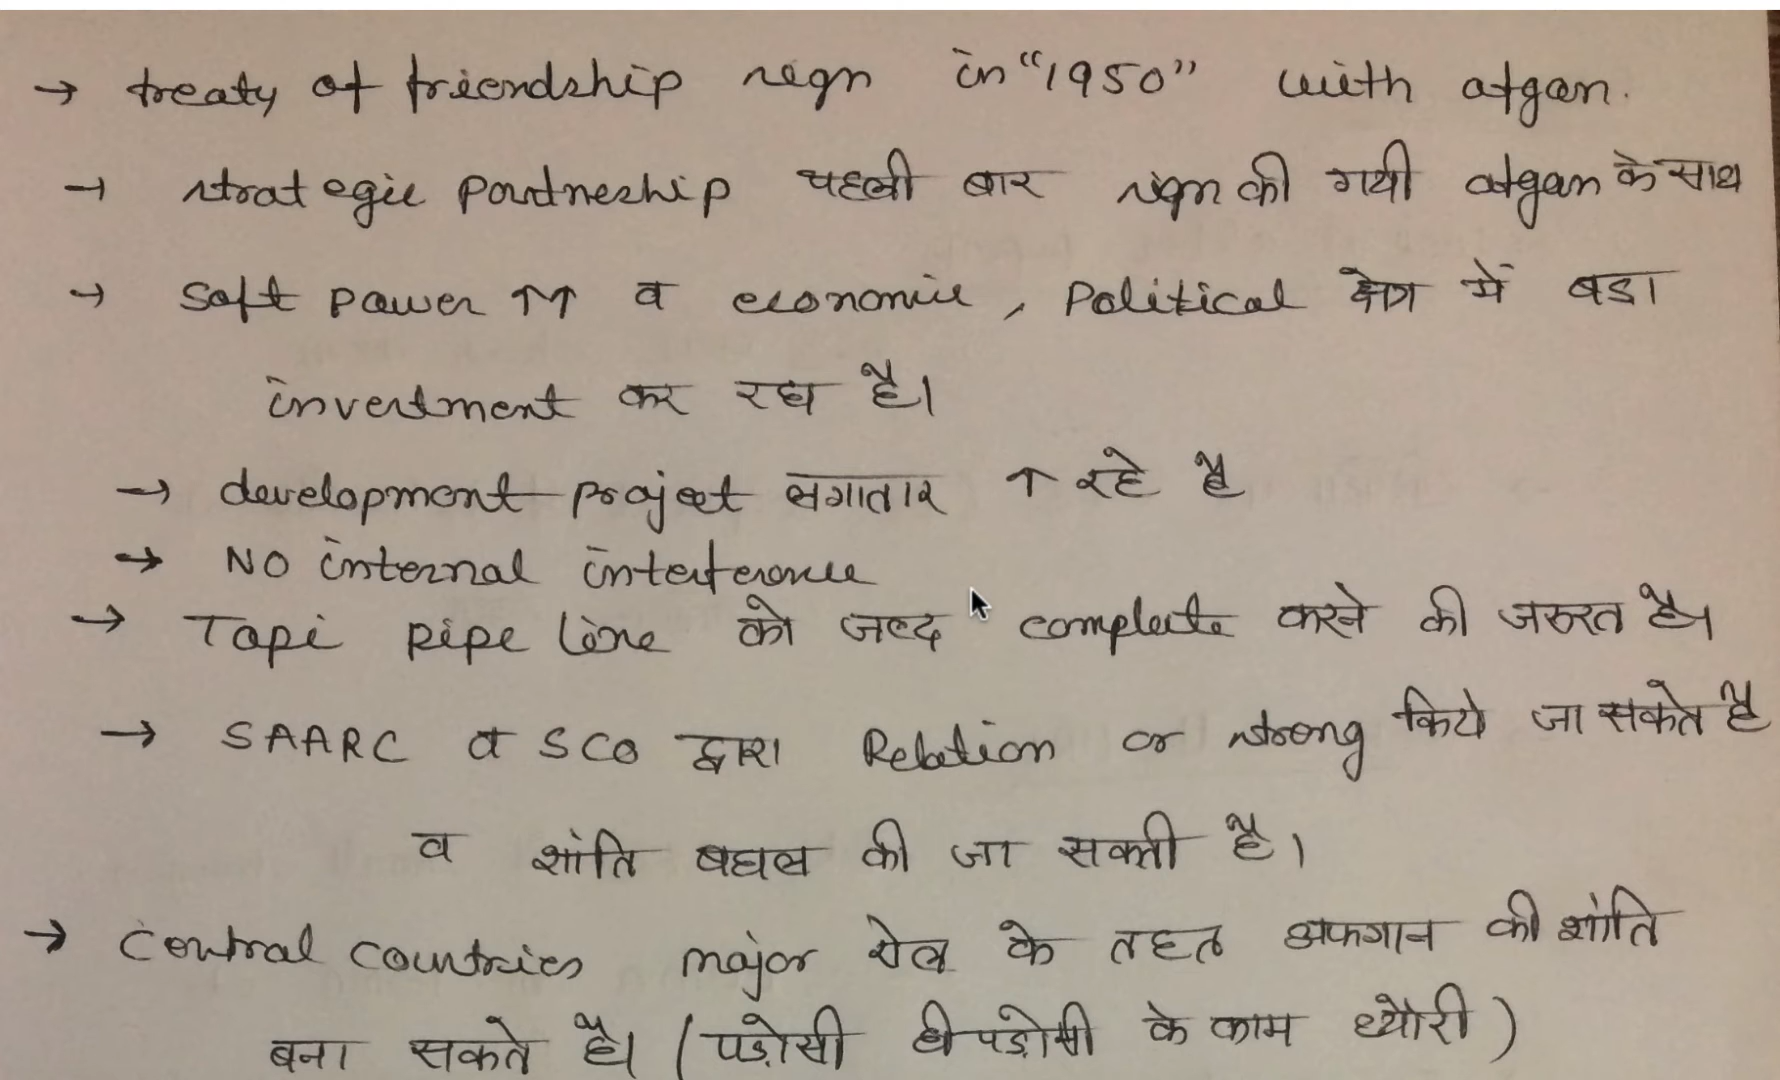 → treaty of friendship sign in "1950" with afgan.
→ strategic partneship पहली बार sign की गयी afgan के साथ
→ soft power ↑↑ व economic, Political क्षेत्र में बडा
investment कर रहा है।
→ development project लगातार ↑ रहे है
→ NO internal interference
→ Tapi pipe line को जल्द complete करने की जरूरत है।
→ SAARC व SCO द्वारा Relation or strong किये जा सकते है
व शांति बहाल की जा सकती है।
→ central countries major रोल के तहत अफगान की शांति
बना सकते है। (पड़ोसी ही पड़ोसी के काम थ्योरी)